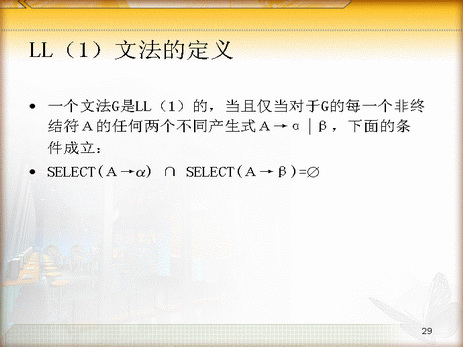 LL（1）文法的定义
• 一个文法G是LL（1）的，当且仅当对于G的每一个非终
结符A的任何两个不同产生式A→α|β，下面的条
件成立：
• SELECT(A→α) ∩ SELECT(A→β)=∅
29